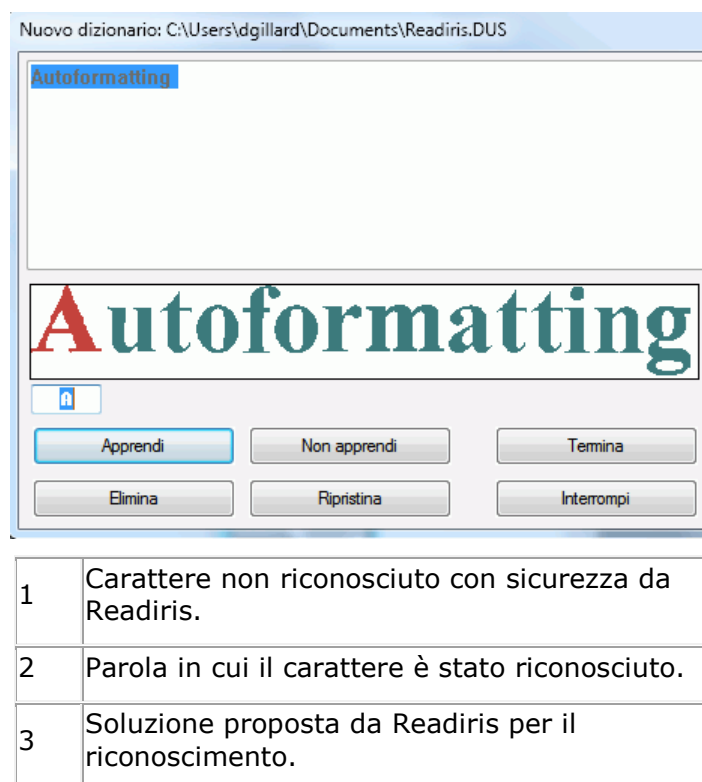 Nuovo dizionario: C:\Users\dgillard\Documents\Readiris.DUS
Autoformatting
Autoformatting
A
Apprendi Non apprendi Termina
Elimina Ripristina Interrompi
1 Carattere non riconosciuto con sicurezza da
Readiris.
2 Parola in cui il carattere è stato riconosciuto.
3 Soluzione proposta da Readiris per il
riconoscimento.